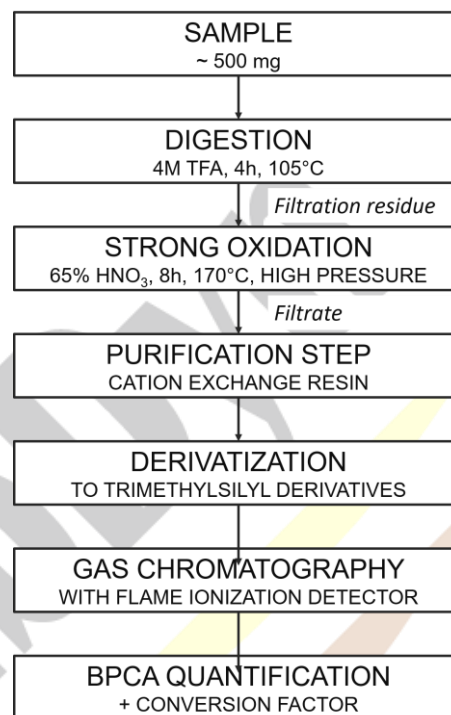 SAMPLE
~ 500 mg
DIGESTION
4M TFA, 4h, 105°C
Filtration residue
STRONG OXIDATION
65% HNO₃, 8h, 170°C, HIGH PRESSURE
Filtrate
PURIFICATION STEP
CATION EXCHANGE RESIN
DERIVATIZATION
TO TRIMETHYLSILYL DERIVATIVES
GAS CHROMATOGRAPHY
WITH FLAME IONIZATION DETECTOR
BPCA QUANTIFICATION
+ CONVERSION FACTOR